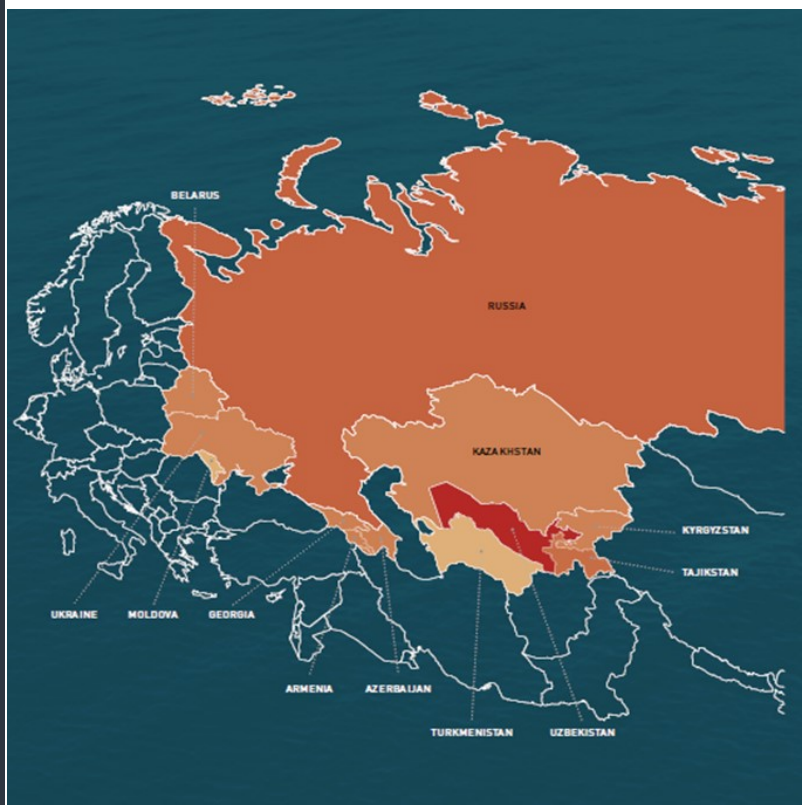 BELARUS
RUSSIA
KAZAKHSTAN
KYRGYZSTAN
TAJIKSTAN
UKRAINE
MOLDOVA
GEORGIA
ARMENIA
AZERBAIJAN
TURKMENISTAN
UZBEKISTAN